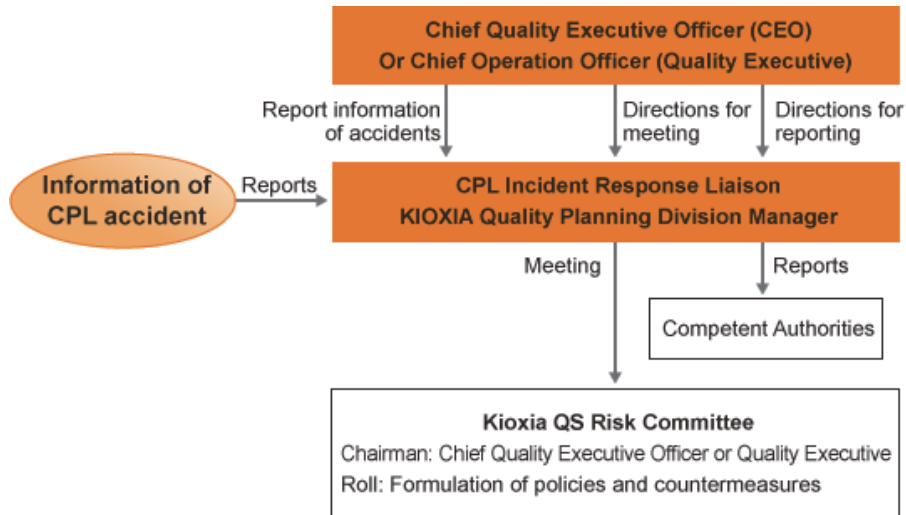 Chief Quality Executive Officer (CEO)
Or Chief Operation Officer (Quality Executive)
Report information
of accidents
Directions for
meeting
Directions for
reporting
Information of
CPL accident
Reports
CPL Incident Response Liaison
KIOXIA Quality Planning Division Manager
Meeting
Reports
Competent Authorities
Kioxia QS Risk Committee
Chairman: Chief Quality Executive Officer or Quality Executive
Roll: Formulation of policies and countermeasures